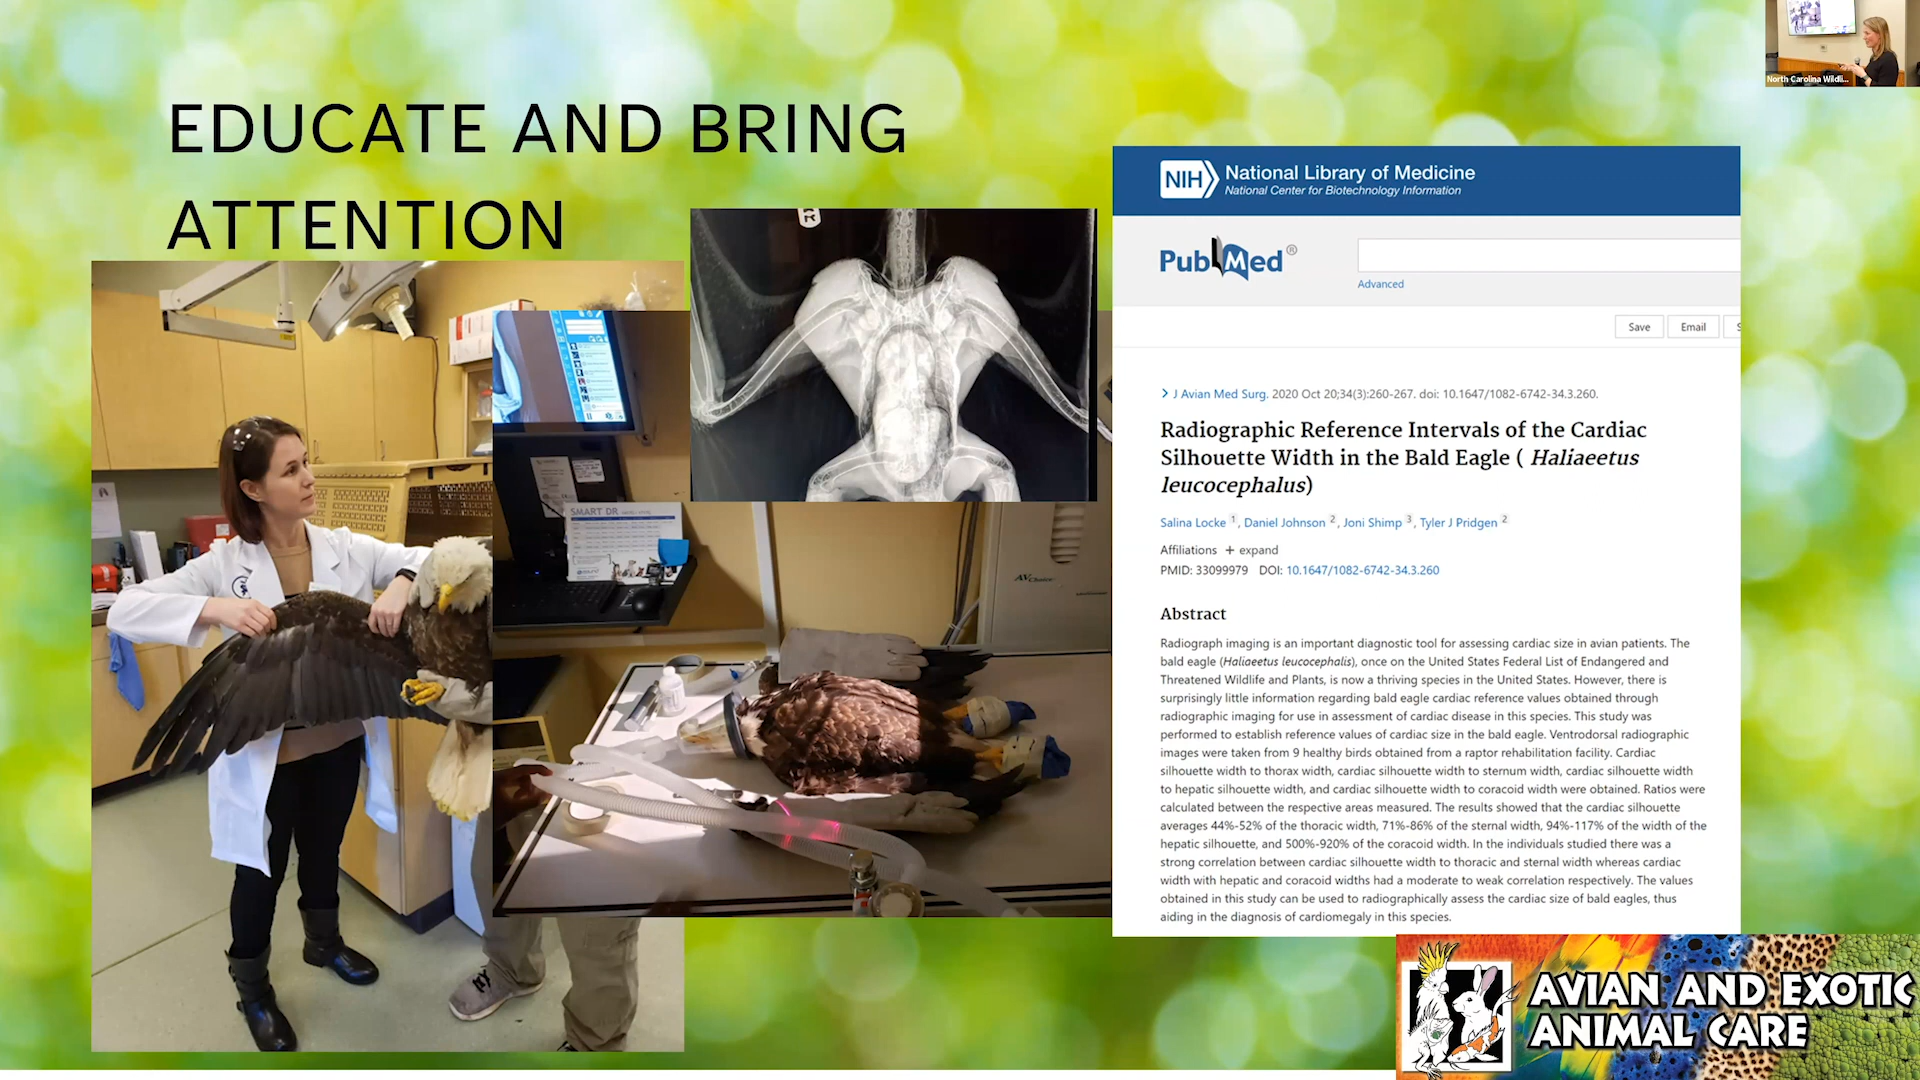 EDUCATE AND BRING
ATTENTION
North Carolina Wildli...
R
SMART DR
NIH
National Library of Medicine
National Center for Biotechnology Information
PubMed®
Advanced
Save
Email
J Avian Med Surg. 2020 Oct 20;34(3):260-267. doi: 10.1647/1082-6742-34.3.260.
Radiographic Reference Intervals of the Cardiac
Silhouette Width in the Bald Eagle ( Haliaeetus
leucocephalus)
Salina Locke 1, Daniel Johnson 2, Joni Shimp 3, Tyler J Pridgen 2
Affiliations + expand
PMID: 33099979 DOI: 10.1647/1082-6742-34.3.260
Abstract
Radiograph imaging is an important diagnostic tool for assessing cardiac size in avian patients. The
bald eagle (Haliaeetus leucocephalis), once on the United States Federal List of Endangered and
Threatened Wildlife and Plants, is now a thriving species in the United States. However, there is
surprisingly little information regarding bald eagle cardiac reference values obtained through
radiographic imaging for use in assessment of cardiac disease in this species. This study was
performed to establish reference values of cardiac size in the bald eagle. Ventrodorsal radiographic
images were taken from 9 healthy birds obtained from a raptor rehabilitation facility. Cardiac
silhouette width to thorax width, cardiac silhouette width to sternum width, cardiac silhouette width
to hepatic silhouette width, and cardiac silhouette width to coracoid width were obtained. Ratios were
calculated between the respective areas measured. The results showed that the cardiac silhouette
averages 44%-52% of the thoracic width, 71%-86% of the sternal width, 94%-117% of the width of the
hepatic silhouette, and 500%-920% of the coracoid width. In the individuals studied there was a
strong correlation between cardiac silhouette width to thoracic and sternal width whereas cardiac
width with hepatic and coracoid widths had a moderate to weak correlation respectively. The values
obtained in this study can be used to radiographically assess the cardiac size of bald eagles, thus
aiding in the diagnosis of cardiomegaly in this species.
AVIAN AND EXOTIC
ANIMAL CARE